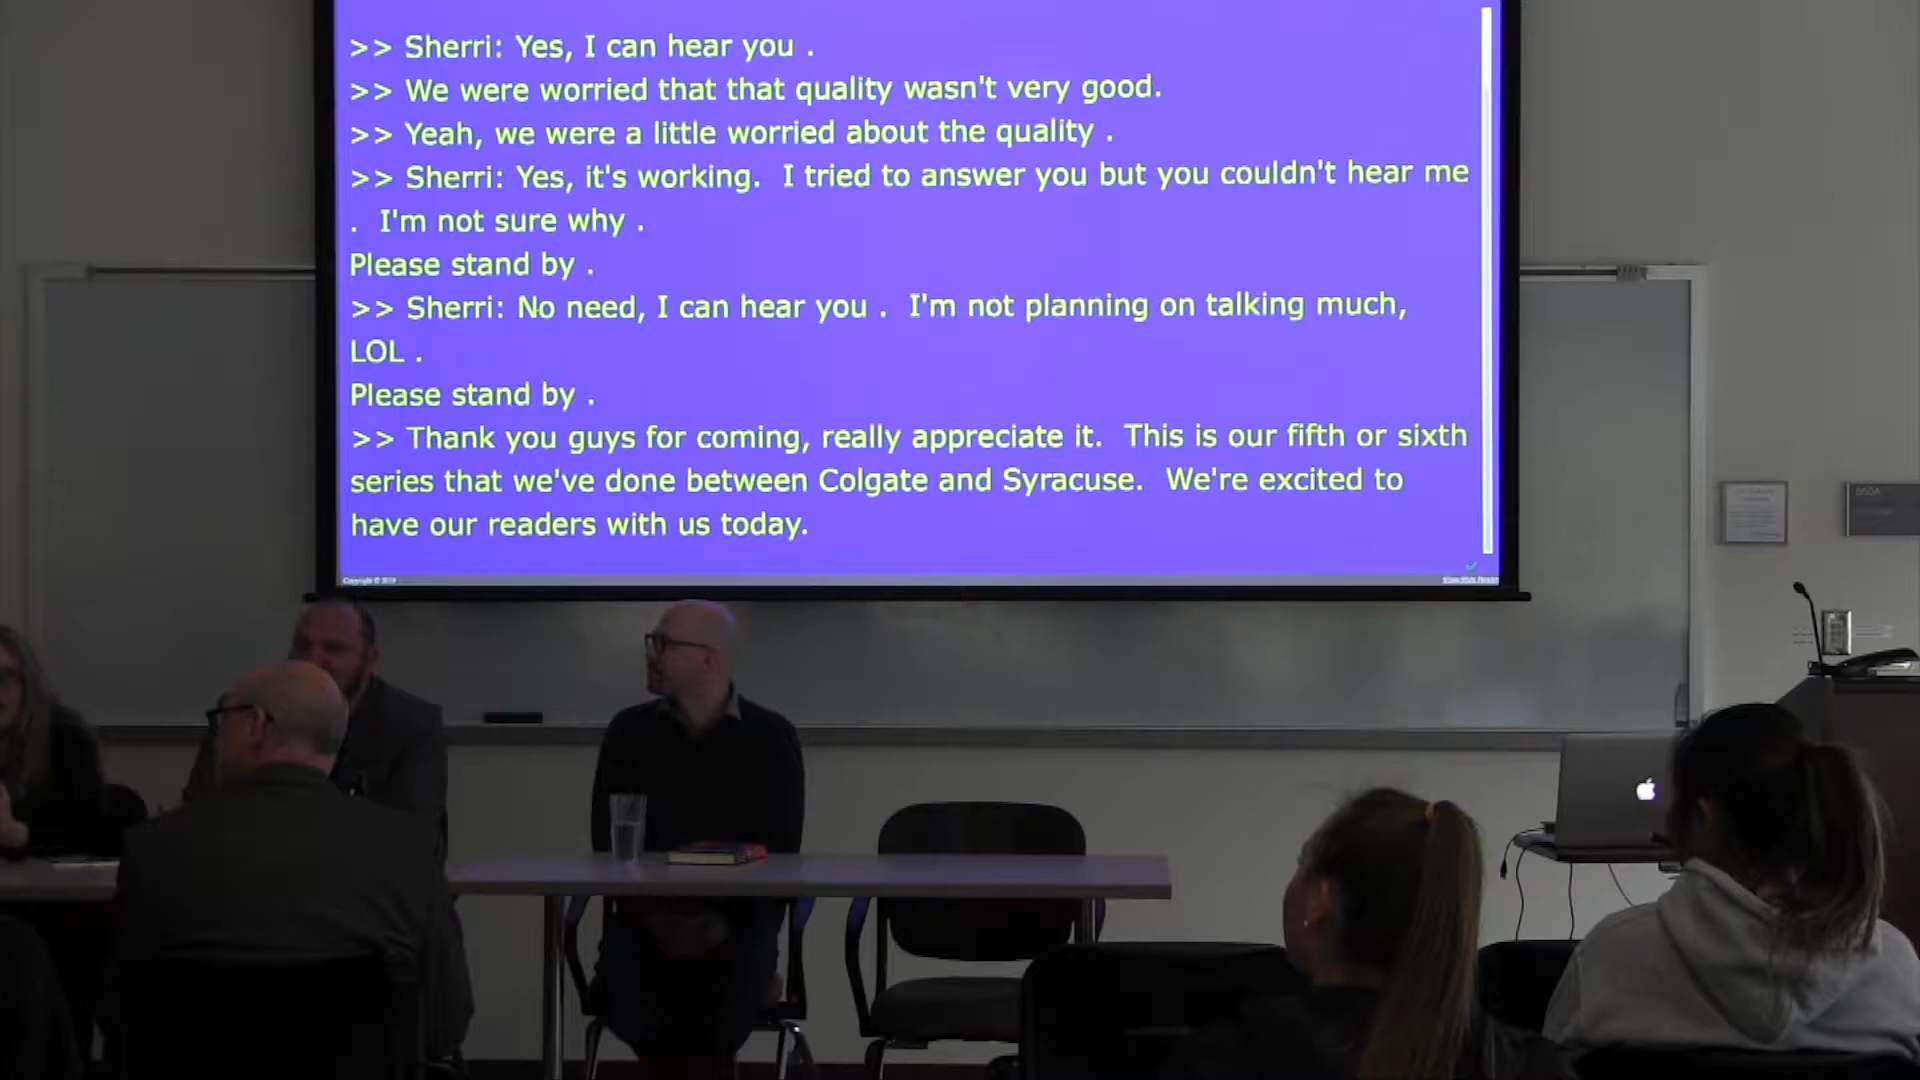 >> Sherri: Yes, I can hear you .
>> We were worried that that quality wasn't very good.
>> Yeah, we were a little worried about the quality .
>> Sherri: Yes, it's working.  I tried to answer you but you couldn't hear me
.  I'm not sure why .
Please stand by .
>> Sherri: No need, I can hear you .  I'm not planning on talking much,
LOL .
Please stand by .
>> Thank you guys for coming, really appreciate it.  This is our fifth or sixth
series that we've done between Colgate and Syracuse.  We're excited to
have our readers with us today.
Copyright © 2019